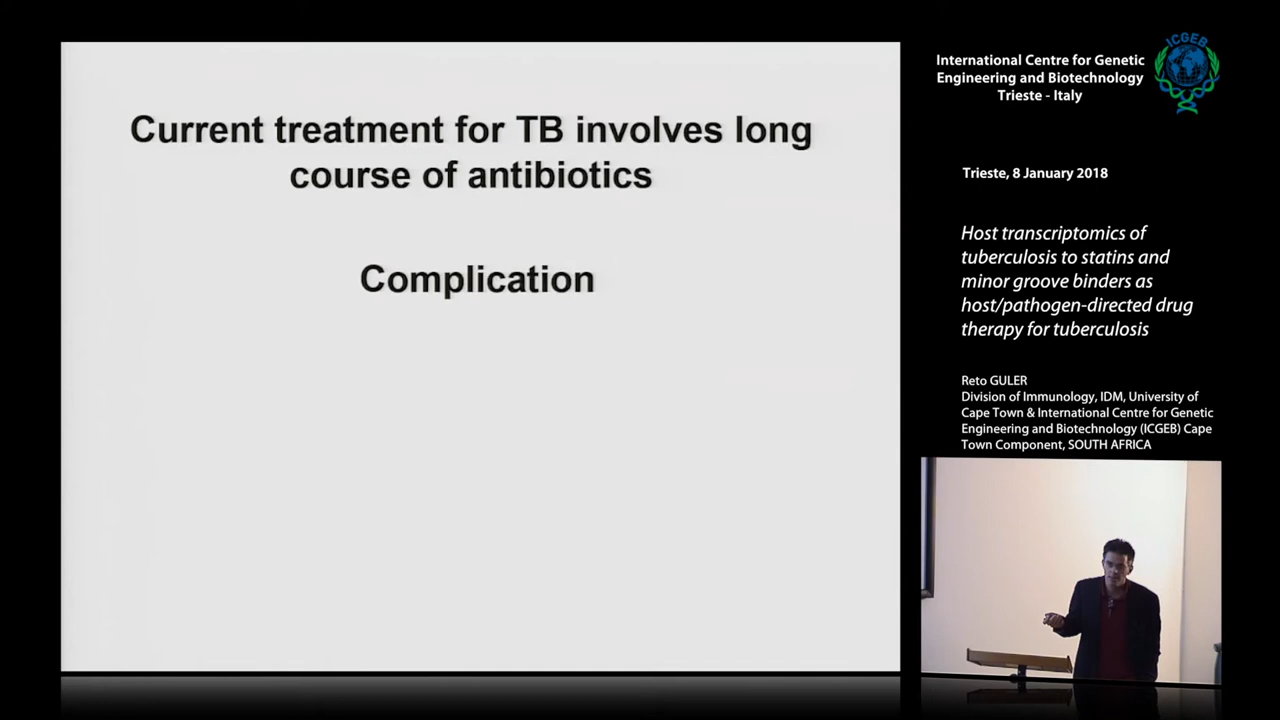 Current treatment for TB involves long
course of antibiotics
Complication
International Centre for Genetic
Engineering and Biotechnology
Trieste - Italy
ICGEB
Trieste, 8 January 2018
Host transcriptomics of
tuberculosis to statins and
minor groove binders as
host/pathogen-directed drug
therapy for tuberculosis
Reto GULER
Division of Immunology, IDM, University of
Cape Town & International Centre for Genetic
Engineering and Biotechnology (ICGEB) Cape
Town Component, SOUTH AFRICA